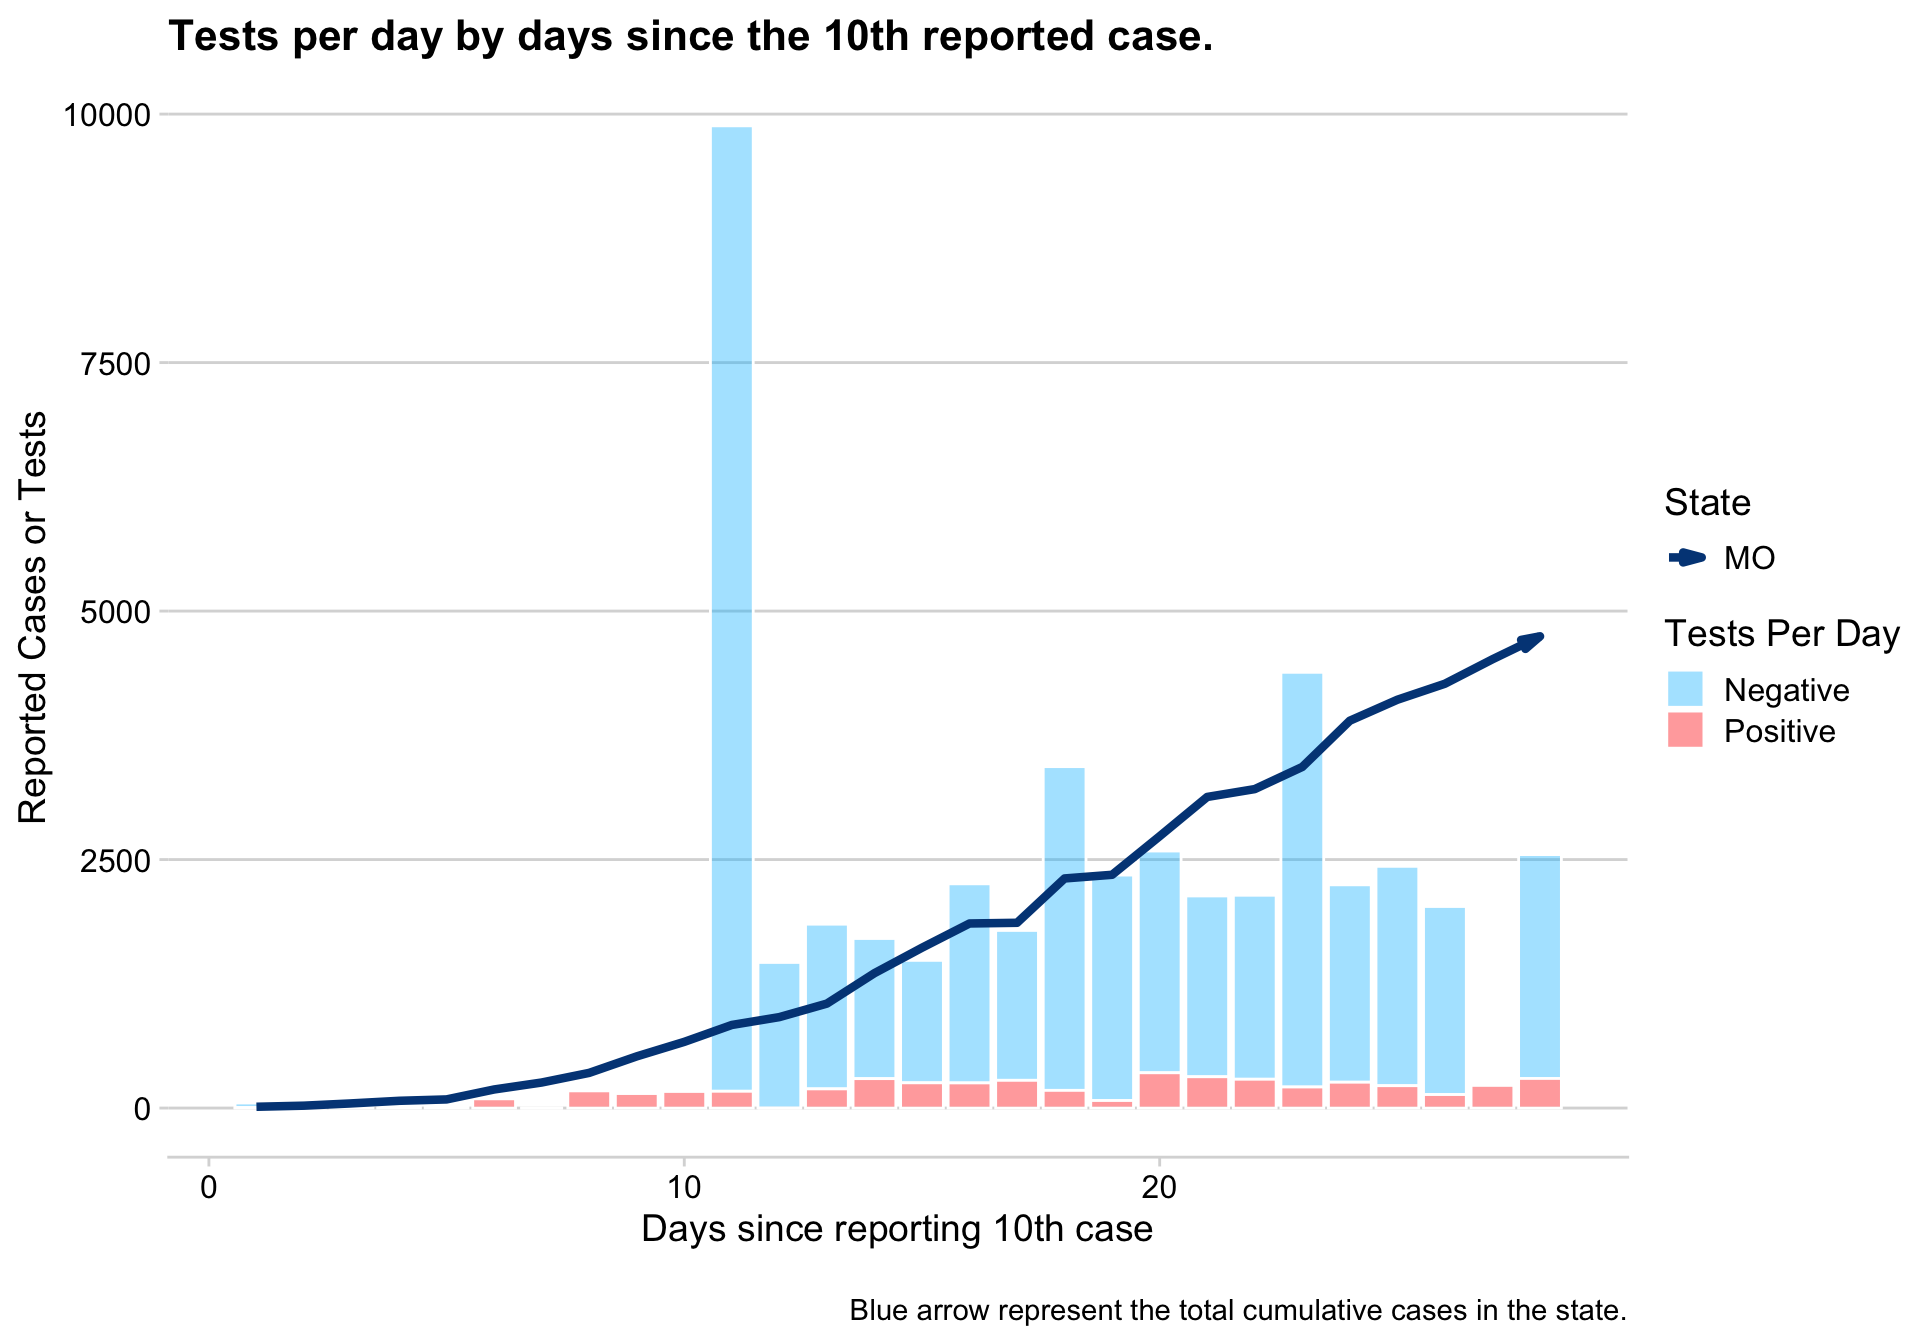 Tests per day by days since the 10th reported case.
10000
7500
5000
2500
0
Reported Cases or Tests
0
10
20
Days since reporting 10th case
State
MO
Tests Per Day
Negative
Positive
Blue arrow represent the total cumulative cases in the state.